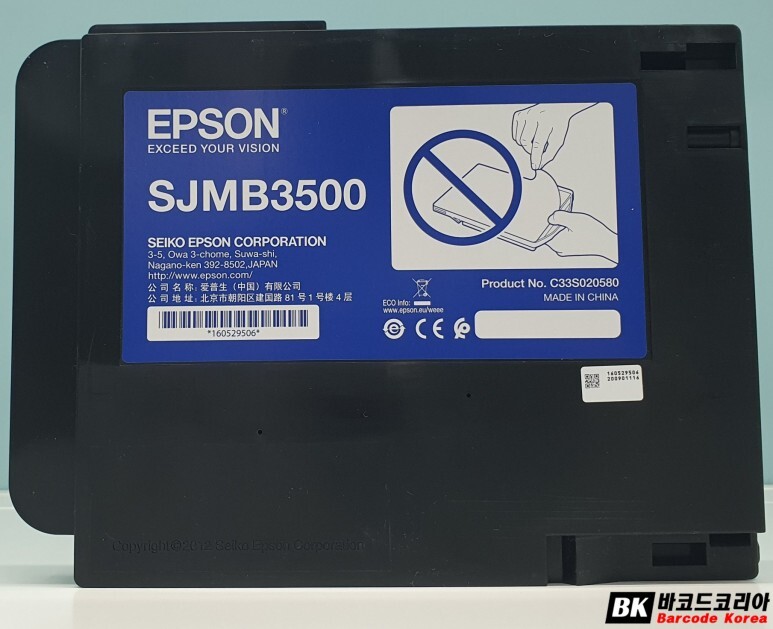 EPSON®
EXCEED YOUR VISION
SJMB3500
SEIKO EPSON CORPORATION
3-5, Owa 3-chome, Suwa-shi,
Nagano-ken 392-8502,JAPAN
http://www.epson.com/
公 司 名 称: 爱普生（中国）有限公司
公 司 地 址: 北京市朝阳区建国路 81 号 1 号楼 4 层
*160529506*
ECO Info:
www.epson.eu/weee
CE
Product No. C33S020580
MADE IN CHINA
160529506
200901116
Copyright©2012 Seiko Epson Corporation
BK 바코드코리아
Barcode Korea